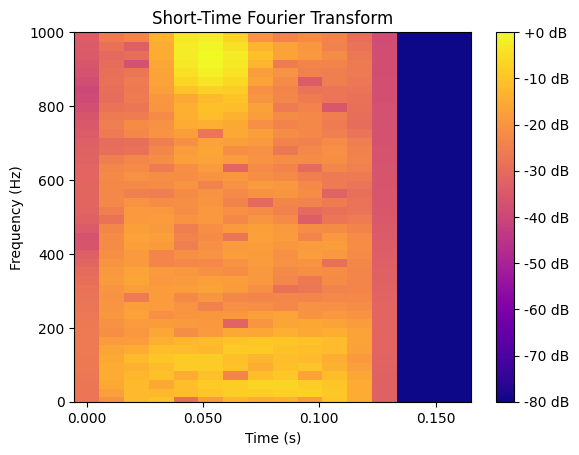 Short-Time Fourier Transform
Frequency (Hz)
1000
800
600
400
200
0
0.000
0.050
0.100
0.150
Time (s)
+0 dB
-10 dB
-20 dB
-30 dB
-40 dB
-50 dB
-60 dB
-70 dB
-80 dB